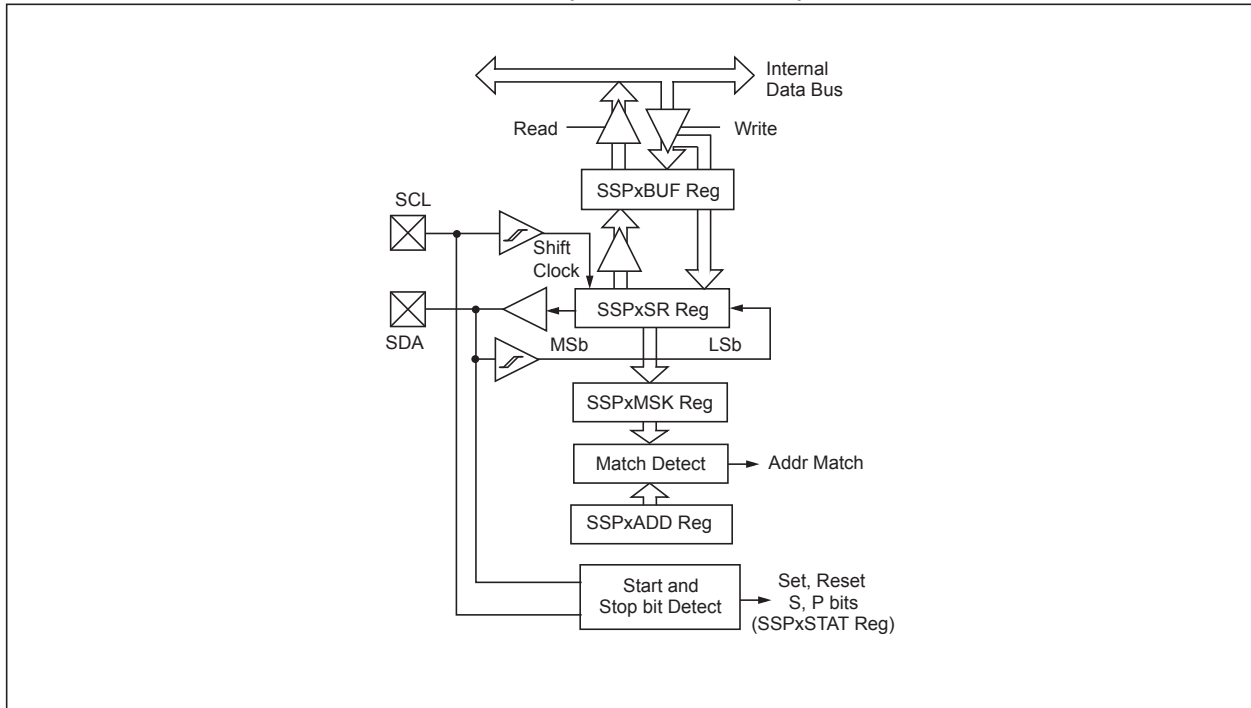 Internal
Data Bus
Read
Write
SSPxBUF Reg
SCL
Shift
Clock
SSPxSR Reg
SDA
MSb
LSb
SSPxMSK Reg
Match Detect
Addr Match
SSPxADD Reg
Start and
Stop bit Detect
Set, Reset
S, P bits
(SSPxSTAT Reg)